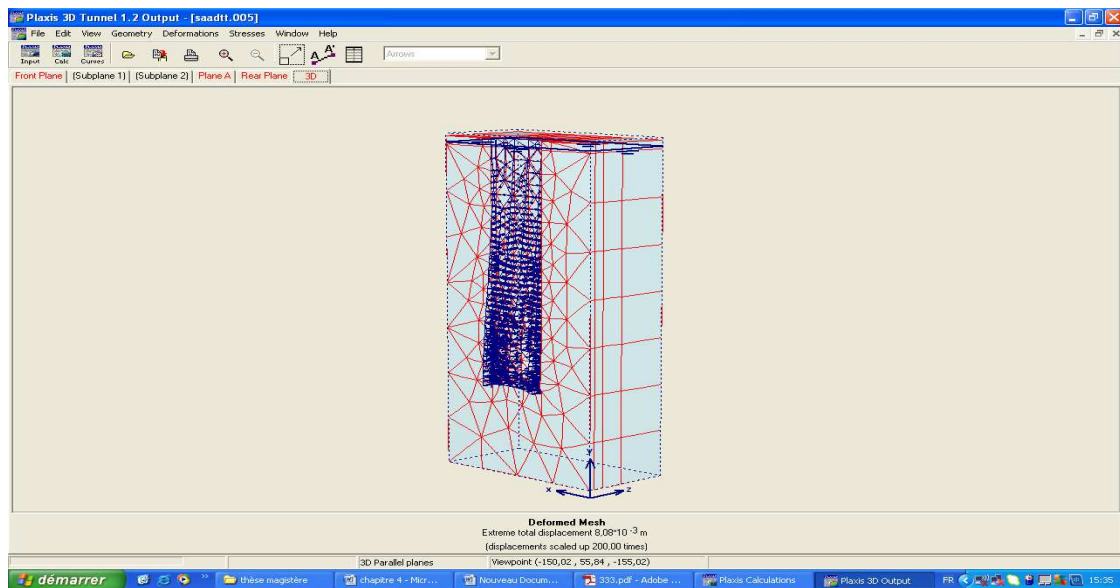 Plaxis 3D Tunnel 1.2 Output - [saadtt.005]
File Edit View Geometry Deformations Stresses Window Help
Input Calc Curves Arrows
Front Plane (Subplane 1) (Subplane 2) Plane A Rear Plane 3D
Y
X Z
Deformed Mesh
Extreme total displacement 8,08*10 -3 m
(displacements scaled up 200,00 times)
3D Parallel planes Viewpoint (-150,02 , 55,84 , -155,02)
démarrer thèse magistère chapitre 4 - Micr... Nouveau Docum... 333.pdf - Adobe ... Plaxis Calculations Plaxis 3D Output FR 15:35